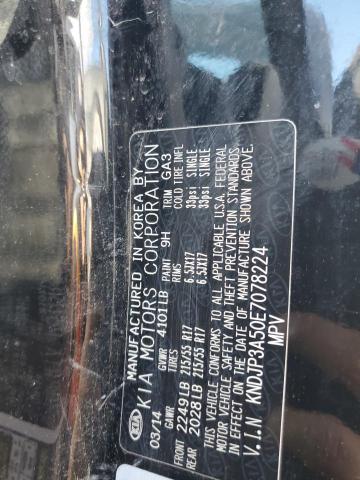 MANUFACTURED IN KOREA BY
KIA KIA MOTORS CORPORATION
03/14 GVWR 4101LB PAINT 9H TRIM GA3
GAWR TIRES RIMS COLD TIRE INFL
FRONT 2249LB 215/55 R17 6.5JX17 33psi SINGLE
REAR 2028LB 215/55 R17 6.5JX17 33psi SINGLE
THIS VEHICLE CONFORMS TO ALL APPLICABLE U.S.A. FEDERAL
MOTOR VEHICLE SAFETY AND THEFT PREVENTION STANDARDS
IN EFFECT ON THE DATE OF MANUFACTURE SHOWN ABOVE.
V.I.N KNDJP3A50E7078224
MPV